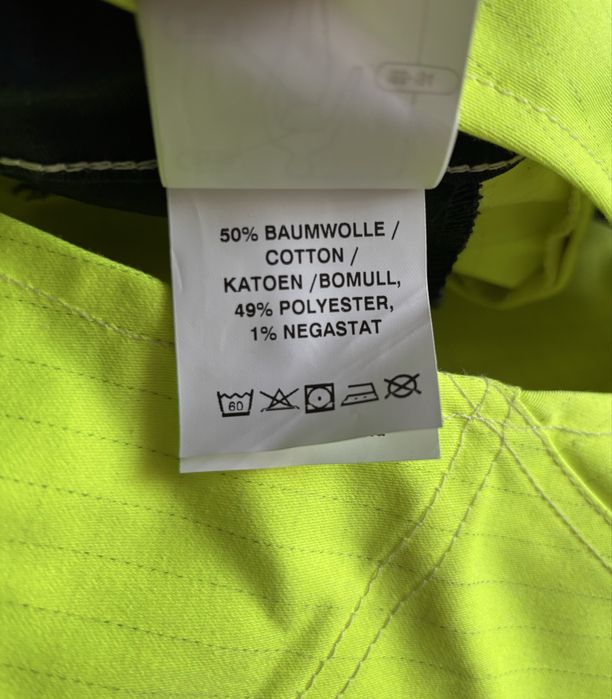 50% BAUMWOLLE /
COTTON /
KATOEN /BOMULL,
49% POLYESTER,
1% NEGASTAT
60